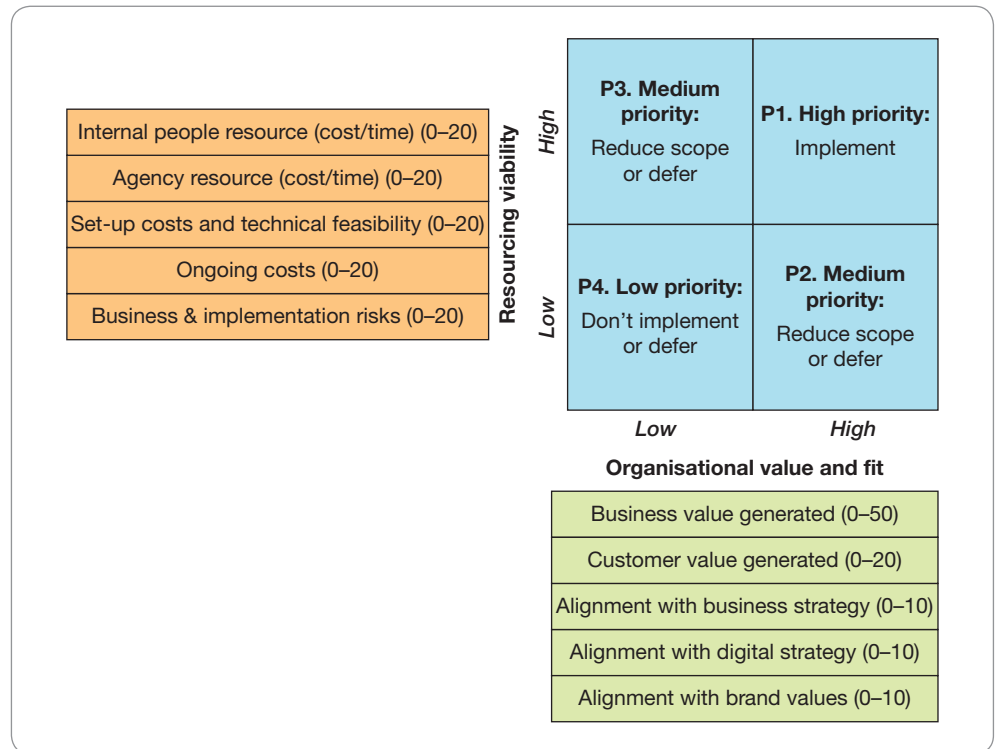 Internal people resource (cost/time) (0–20)
Agency resource (cost/time) (0–20)
Set-up costs and technical feasibility (0–20)
Ongoing costs (0–20)
Business & implementation risks (0–20)
Resourcing viability
High
Low
P3. Medium
priority:
Reduce scope
or defer
P1. High priority:
Implement
P4. Low priority:
Don’t implement
or defer
P2. Medium
priority:
Reduce scope
or defer
Low
High
Organisational value and fit
Business value generated (0–50)
Customer value generated (0–20)
Alignment with business strategy (0–10)
Alignment with digital strategy (0–10)
Alignment with brand values (0–10)